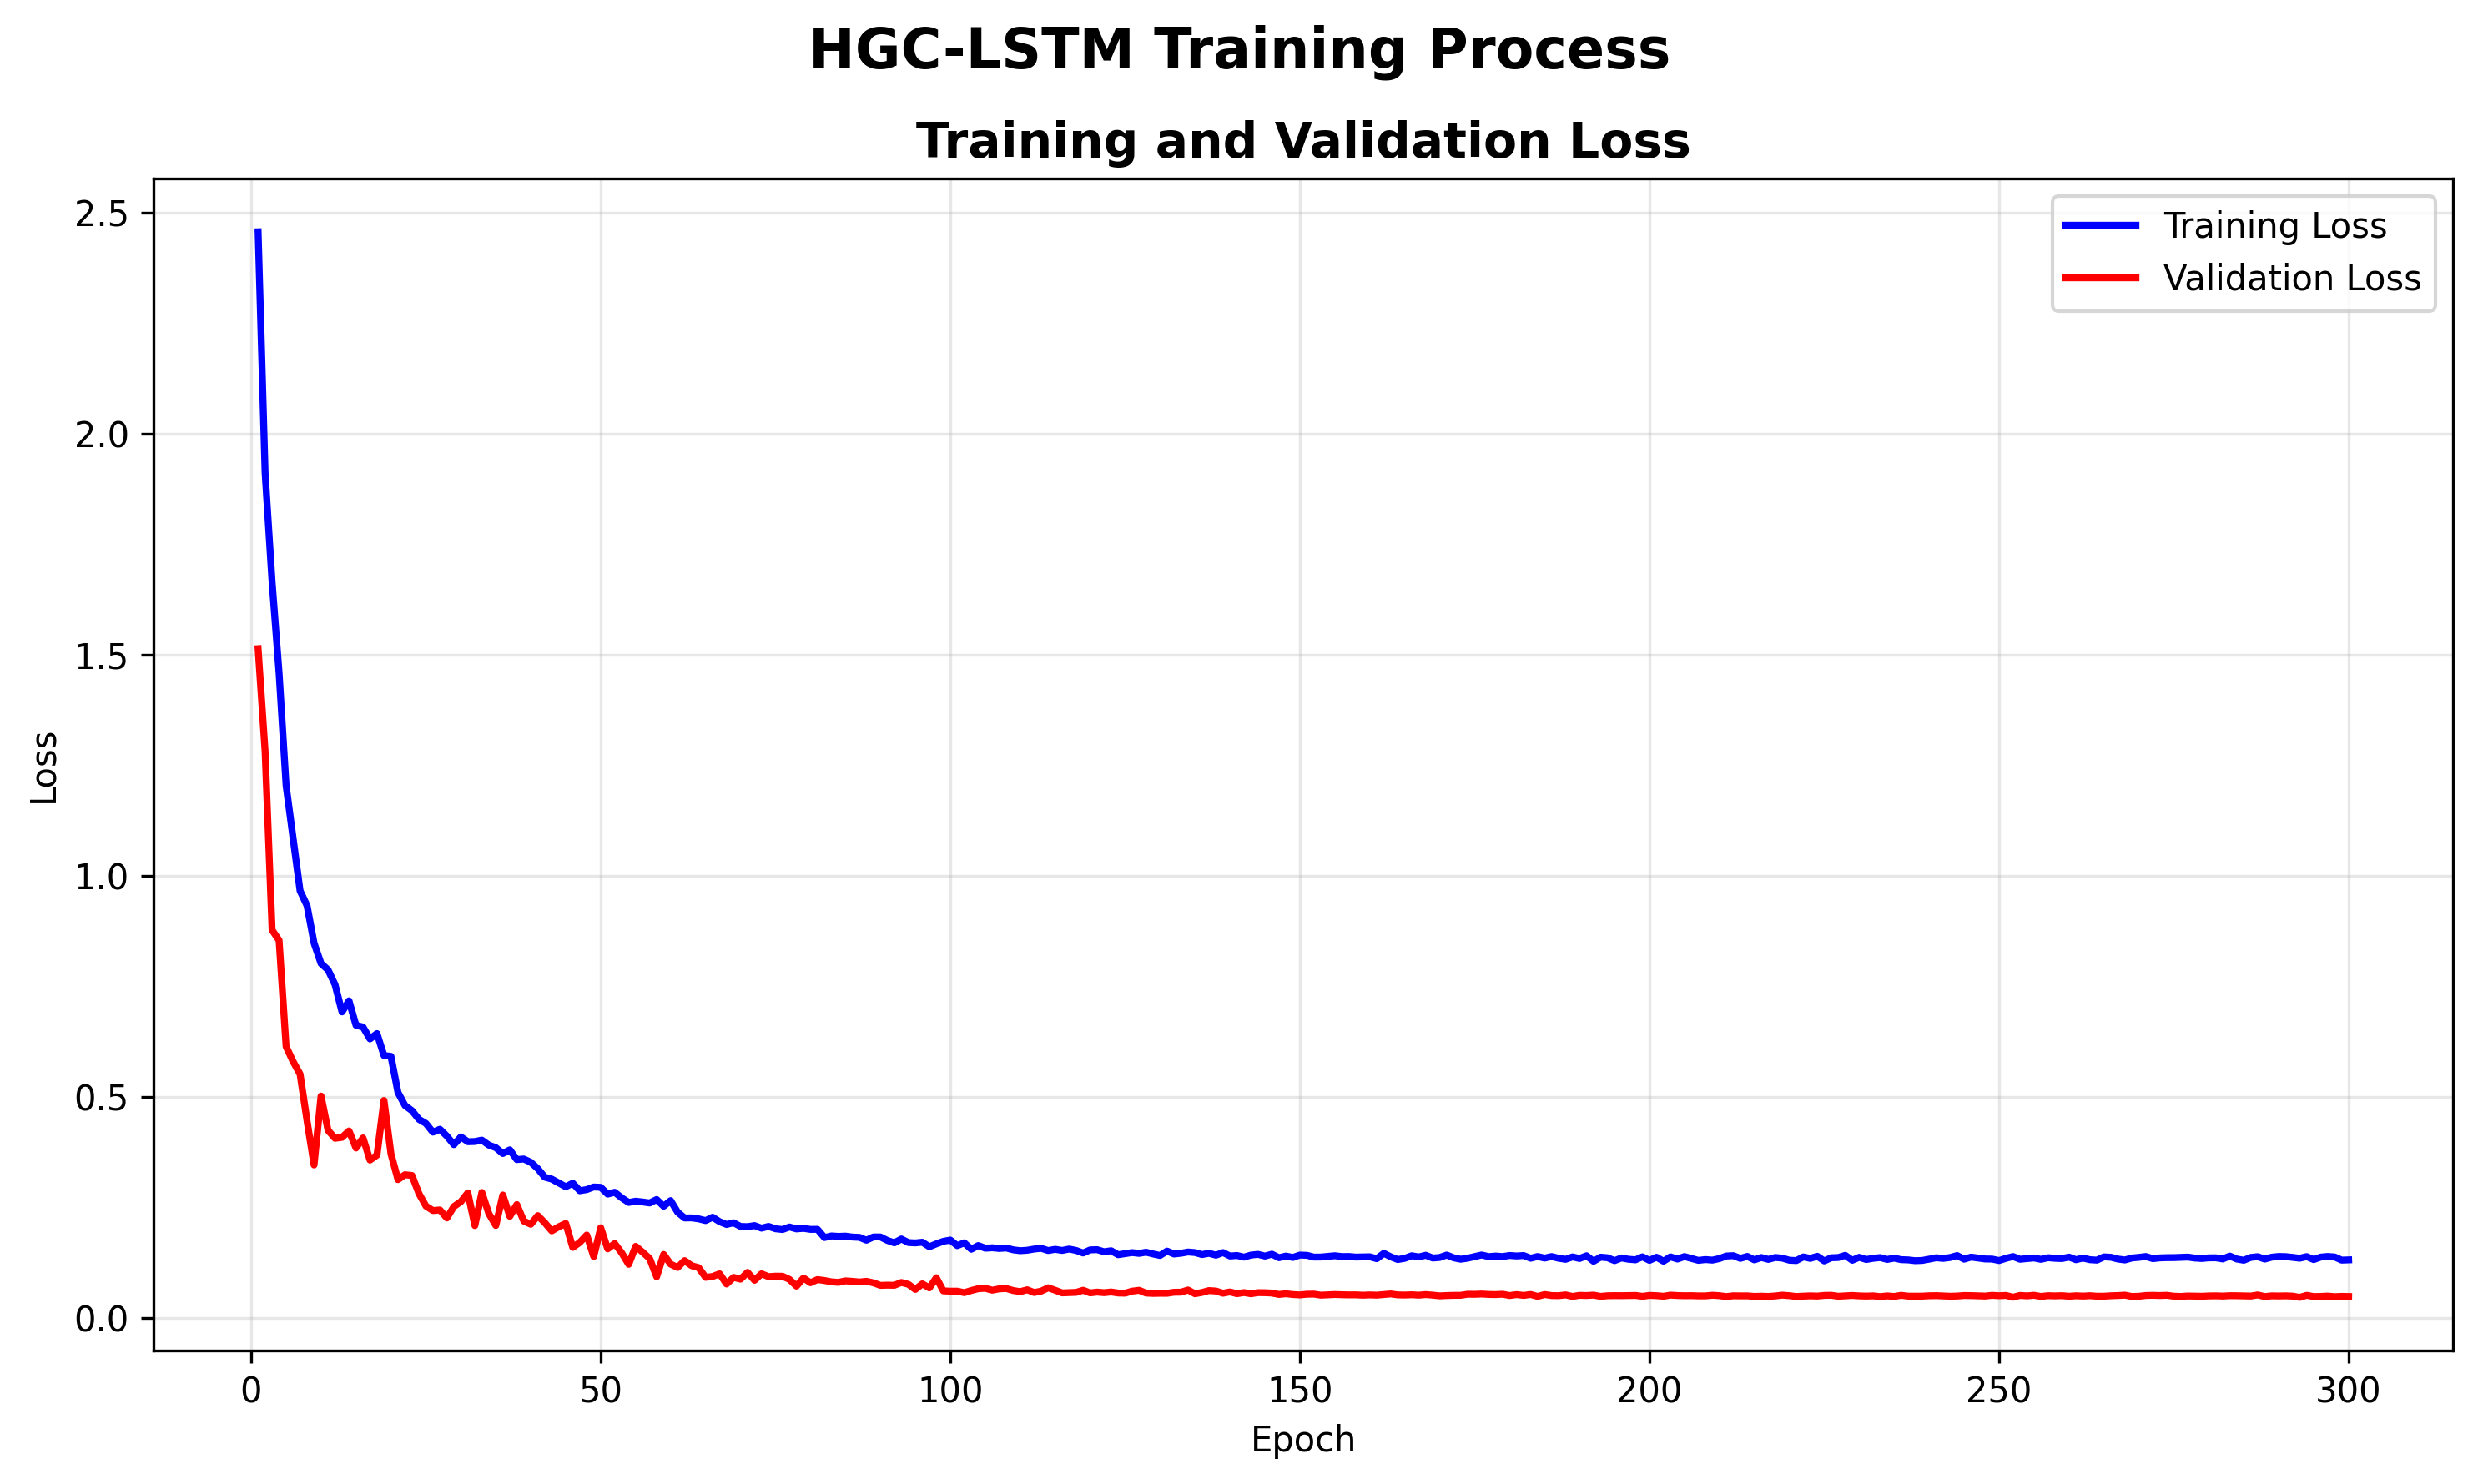 HGC-LSTM Training Process
Training and Validation Loss
Training Loss
Validation Loss
2.5
2.0
1.5
1.0
0.5
0.0
Loss
0 50 100 150 200 250 300
Epoch